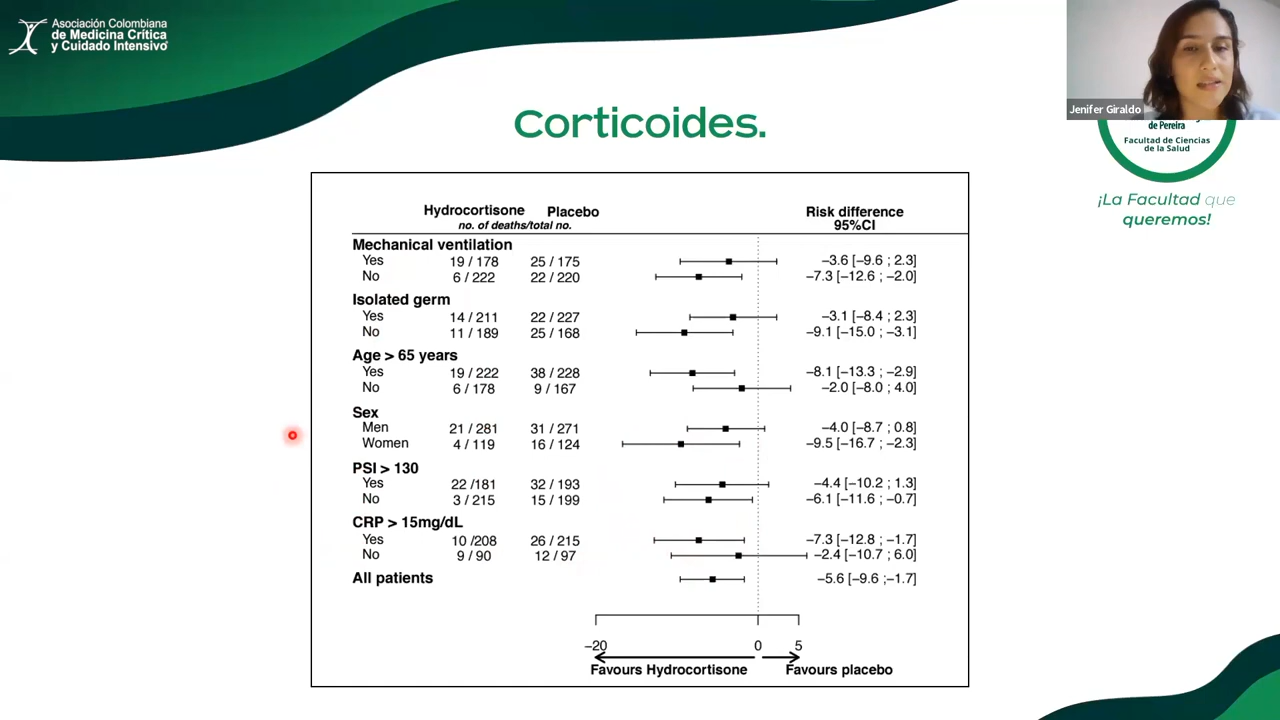 Asociación Colombiana
de Medicina Crítica
y Cuidado Intensivo
Jenifer Giraldo
de Pereira
Facultad de Ciencias
de la Salud
¡La Facultad que
queremos!
Corticoides.
Hydrocortisone Placebo Risk difference
no. of deaths/total no. 95%CI
Mechanical ventilation
Yes 19 / 178 25 / 175 −3.6 [−9.6 ; 2.3]
No 6 / 222 22 / 220 −7.3 [−12.6 ; −2.0]
Isolated germ
Yes 14 / 211 22 / 227 −3.1 [−8.4 ; 2.3]
No 11 / 189 25 / 168 −9.1 [−15.0 ; −3.1]
Age > 65 years
Yes 19 / 222 38 / 228 −8.1 [−13.3 ; −2.9]
No 6 / 178 9 / 167 −2.0 [−8.0 ; 4.0]
Sex
Men 21 / 281 31 / 271 −4.0 [−8.7 ; 0.8]
Women 4 / 119 16 / 124 −9.5 [−16.7 ; −2.3]
PSI > 130
Yes 22 /181 32 / 193 −4.4 [−10.2 ; 1.3]
No 3 / 215 15 / 199 −6.1 [−11.6 ; −0.7]
CRP > 15mg/dL
Yes 10 /208 26 / 215 −7.3 [−12.8 ; −1.7]
No 9 / 90 12 / 97 −2.4 [−10.7 ; 6.0]
All patients −5.6 [−9.6 ;−1.7]
−20 0 5
Favours Hydrocortisone Favours placebo